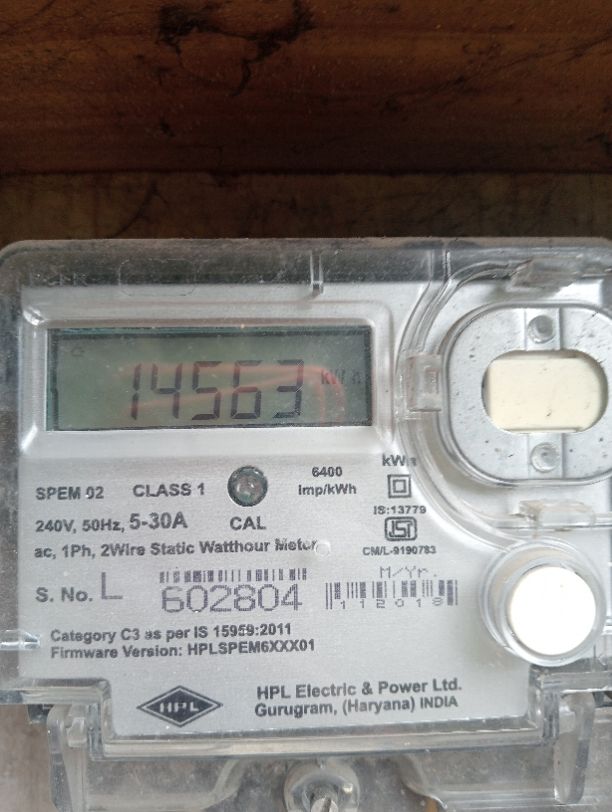 14563 kWh
SPEM 02 CLASS 1 6400 Imp/kWh kWh
240V, 50Hz, 5-30A CAL IS:13779
ISI
ac, 1Ph, 2Wire Static Watthour Meter CM/L-9190783
M/Yr.
S. No. L 602804 112018
Category C3 as per IS 15959:2011
Firmware Version: HPLSPEM6XXX01
HPL
HPL Electric & Power Ltd.
Gurugram, (Haryana) INDIA